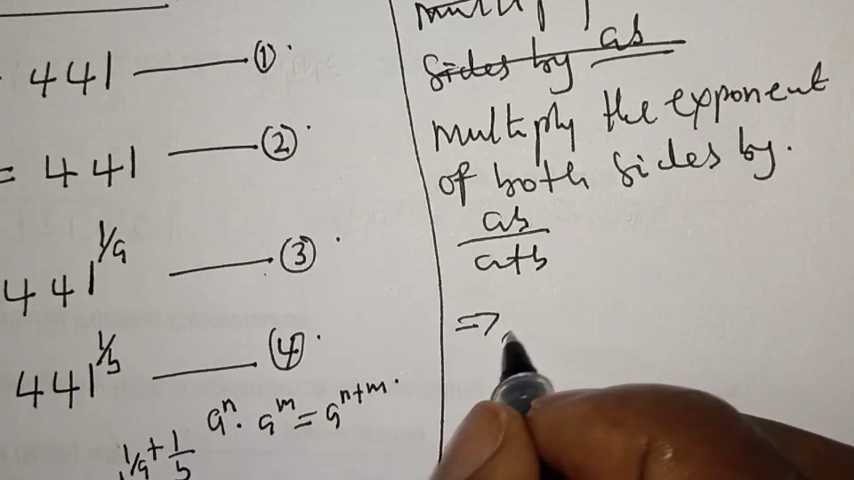 441 ——— ①
= 441 ——— ②
441^1/a ——— ③
441^1/b ——— ④
a^n · a^m = a^n+m
1/a + 1/b
sides by ab
multiply the exponent
of both sides by.
ab
a+b
=>